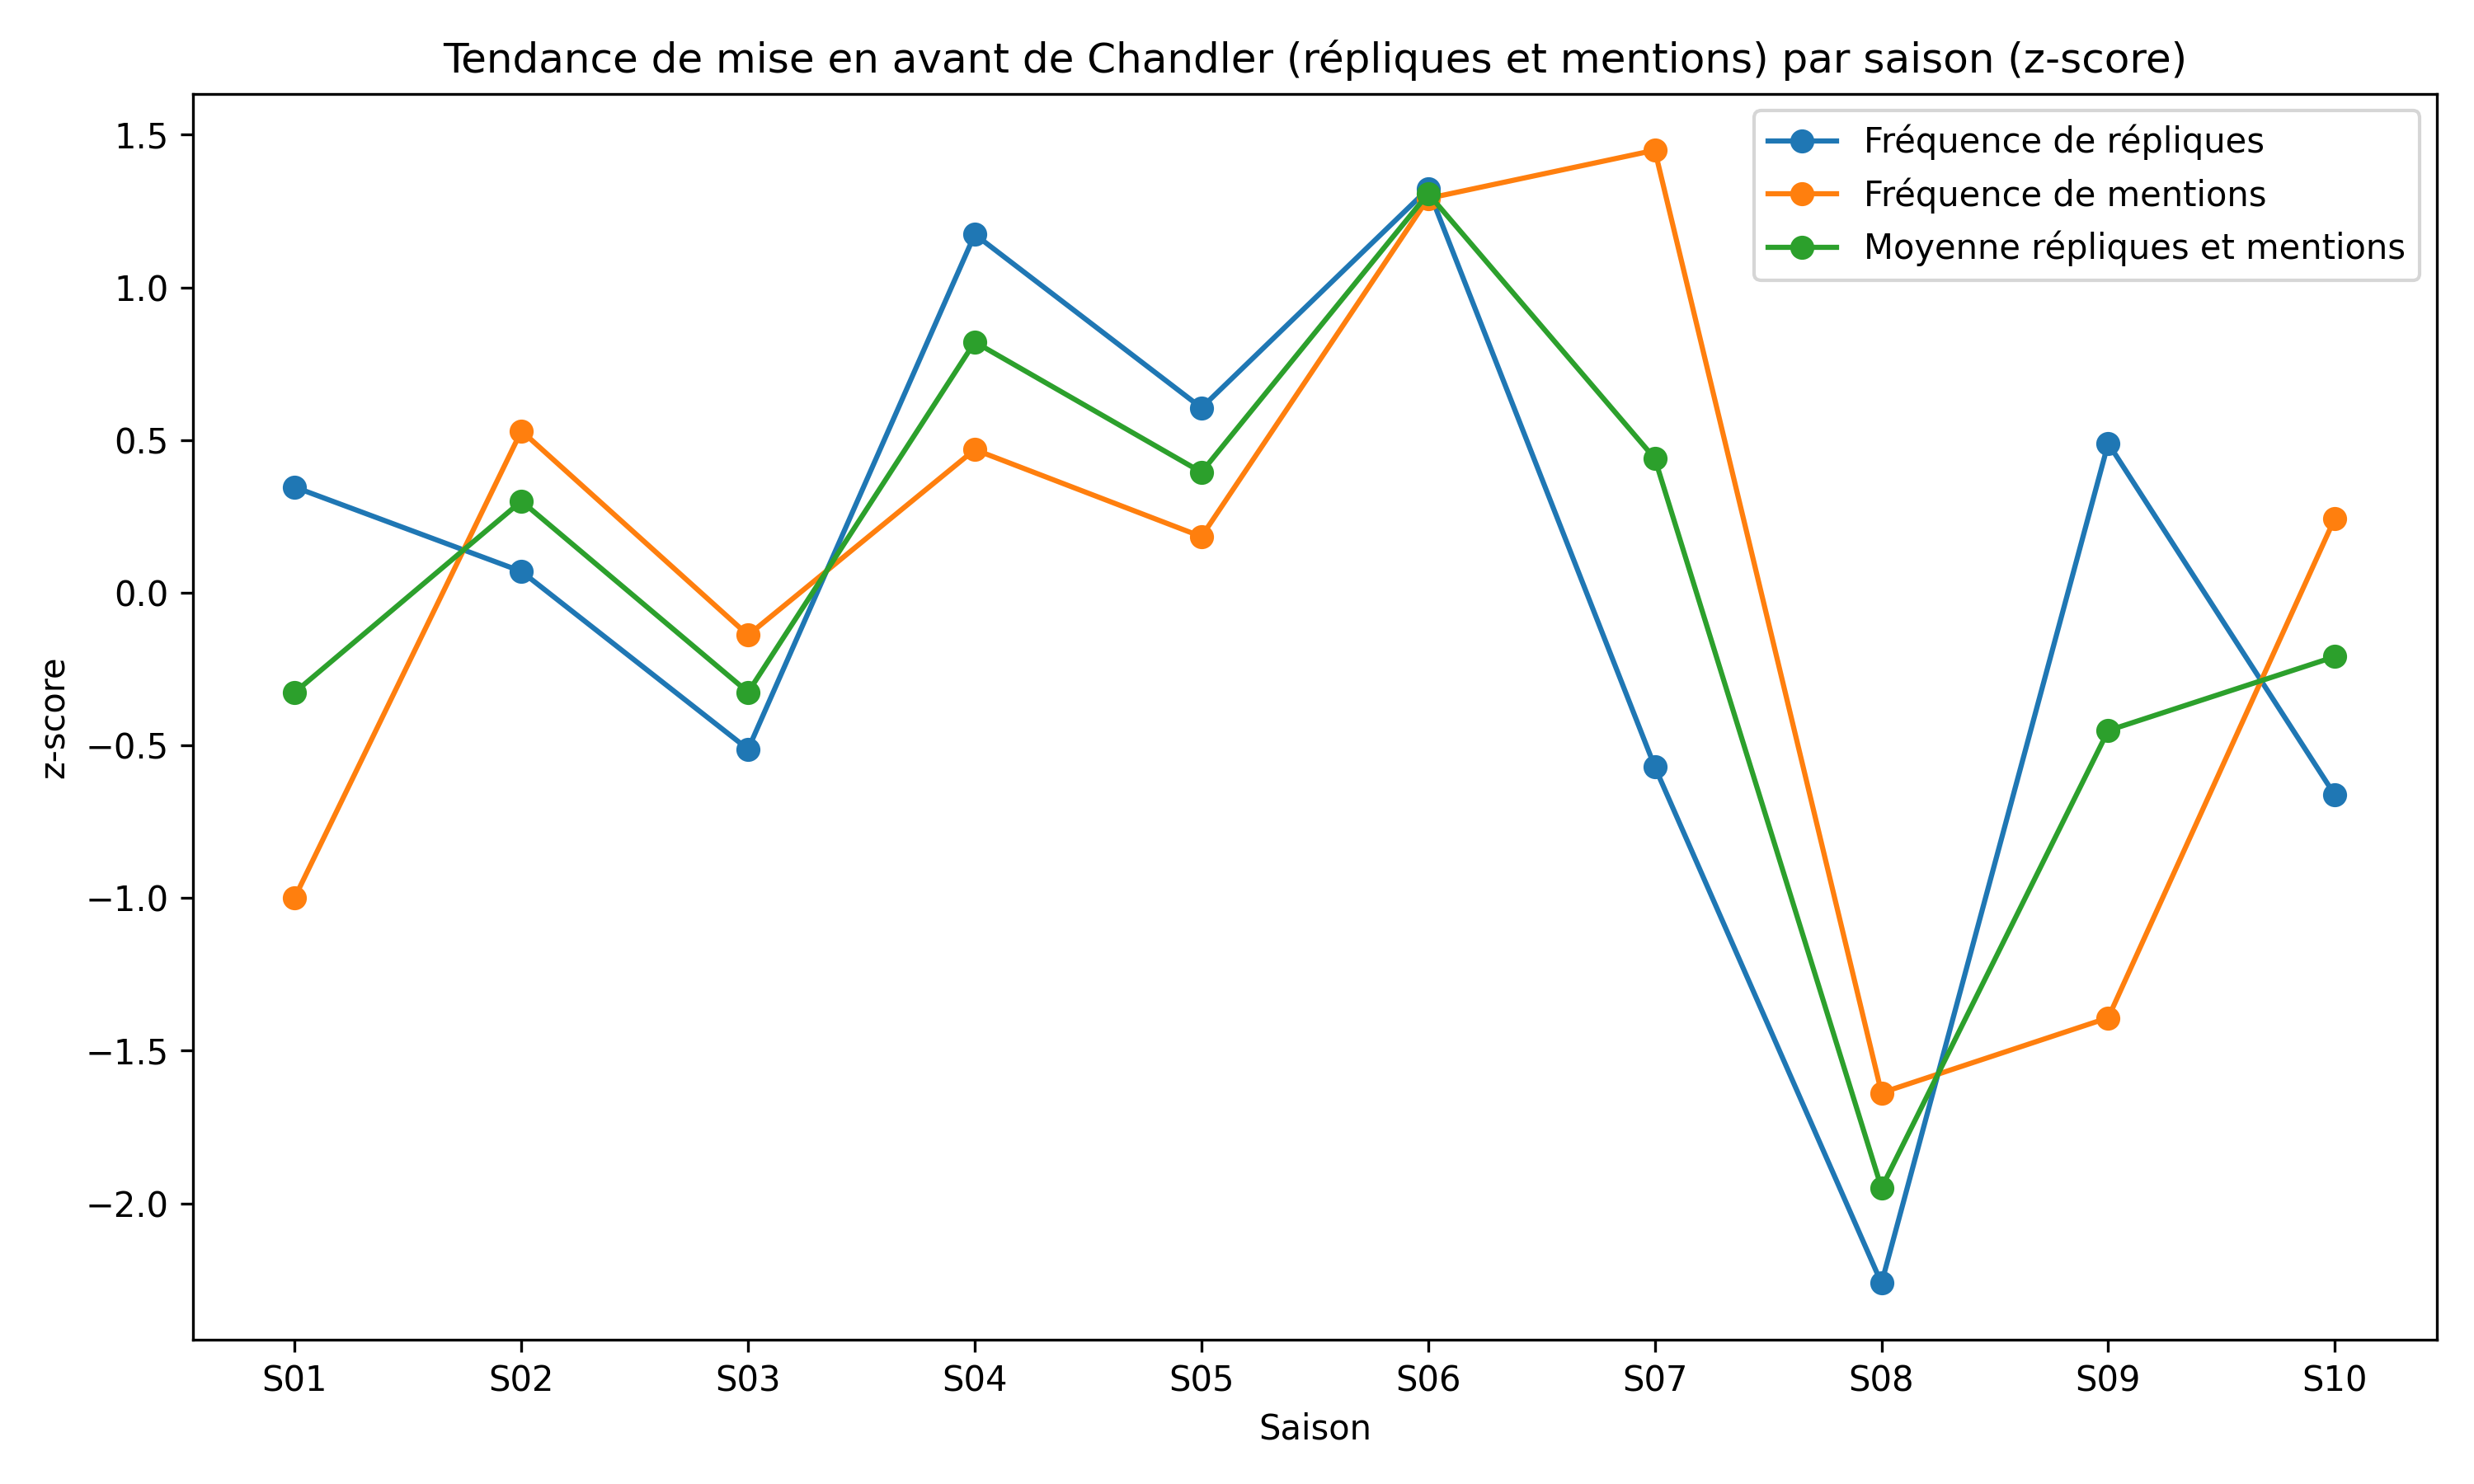 Tendance de mise en avant de Chandler (répliques et mentions) par saison (z-score)
Fréquence de répliques
Fréquence de mentions
Moyenne répliques et mentions
1.5
1.0
0.5
0.0
−0.5
−1.0
−1.5
−2.0
z-score
S01 S02 S03 S04 S05 S06 S07 S08 S09 S10
Saison